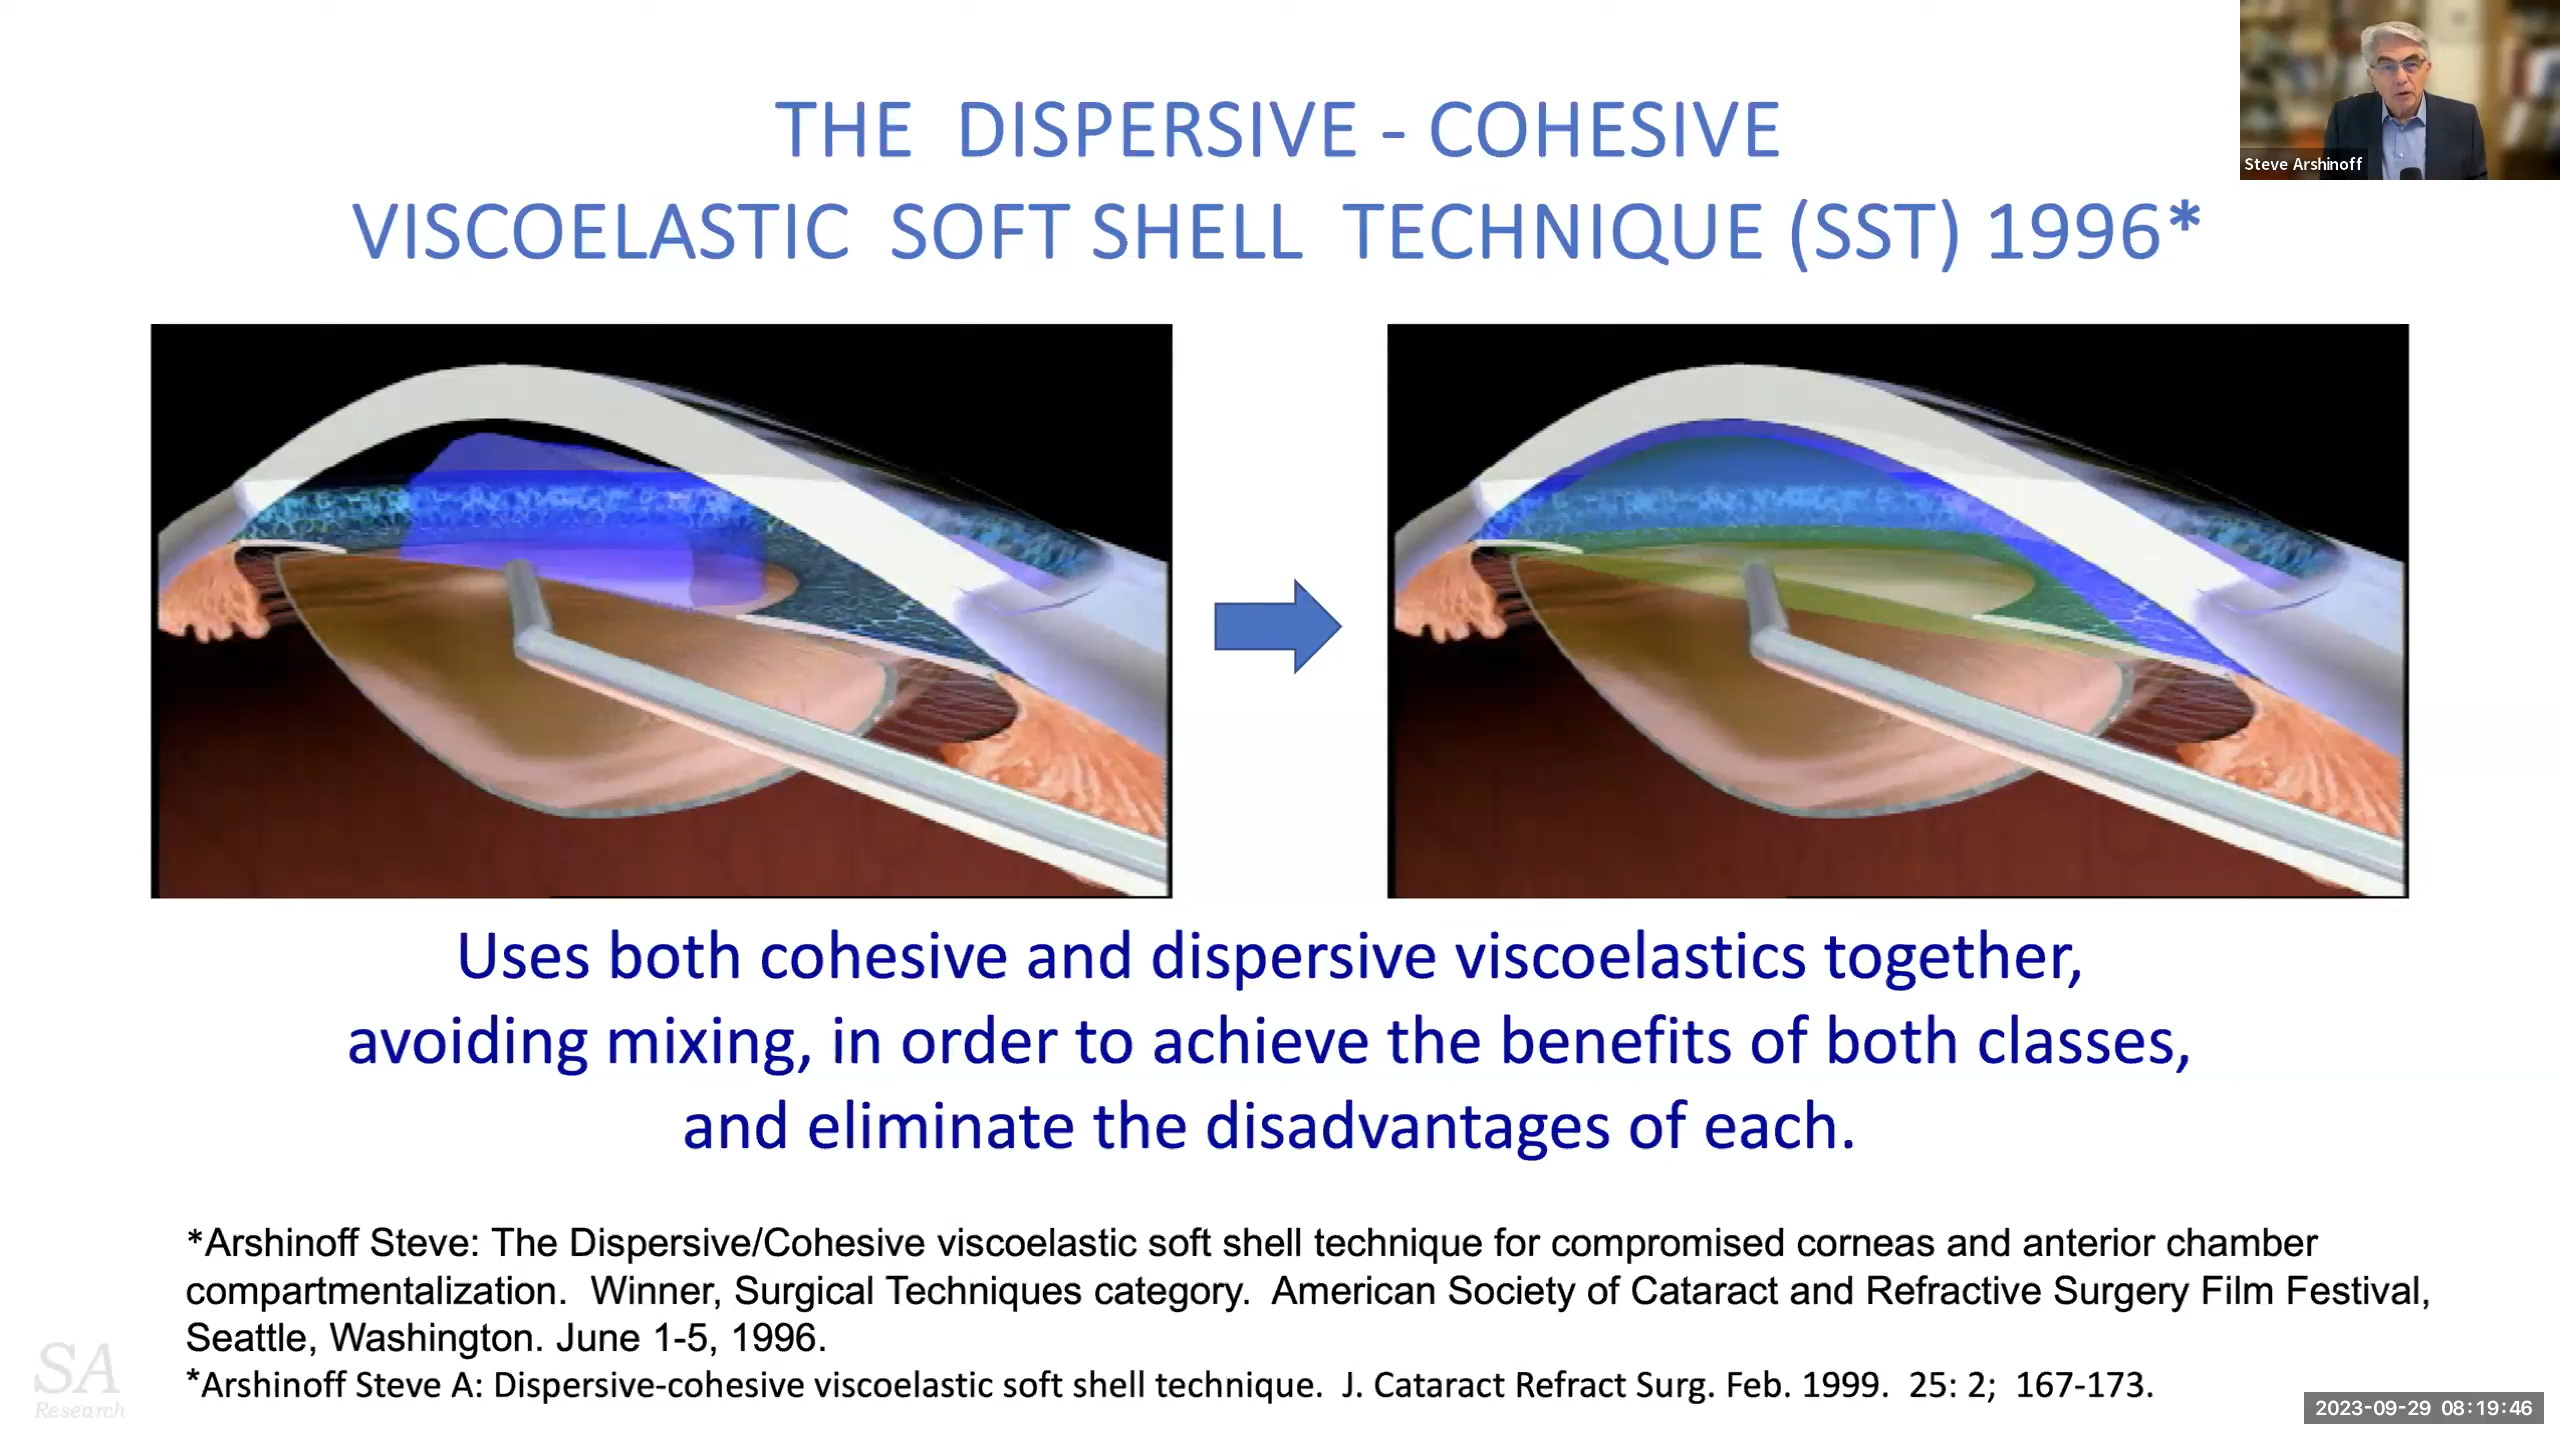 THE DISPERSIVE - COHESIVE
VISCOELASTIC SOFT SHELL TECHNIQUE (SST) 1996*
Steve Arshinoff
Uses both cohesive and dispersive viscoelastics together,
avoiding mixing, in order to achieve the benefits of both classes,
and eliminate the disadvantages of each.
*Arshinoff Steve: The Dispersive/Cohesive viscoelastic soft shell technique for compromised corneas and anterior chamber
compartmentalization. Winner, Surgical Techniques category. American Society of Cataract and Refractive Surgery Film Festival,
Seattle, Washington. June 1-5, 1996.
*Arshinoff Steve A: Dispersive-cohesive viscoelastic soft shell technique. J. Cataract Refract Surg. Feb. 1999. 25: 2; 167-173.
SA
Research
2023-09-29 08:19:46